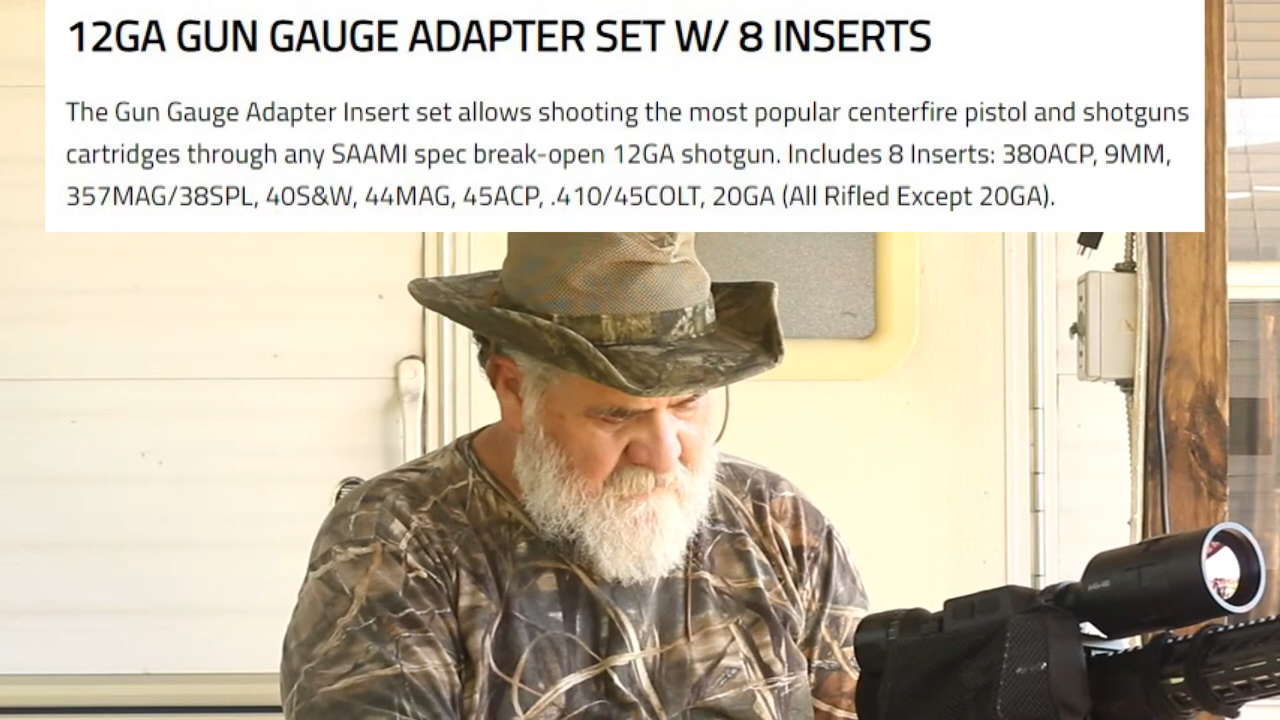 12GA GUN GAUGE ADAPTER SET W/ 8 INSERTS
The Gun Gauge Adapter Insert set allows shooting the most popular centerfire pistol and shotguns
cartridges through any SAAMI spec break-open 12GA shotgun. Includes 8 Inserts: 380ACP, 9MM,
357MAG/38SPL, 40S&W, 44MAG, 45ACP, .410/45COLT, 20GA (All Rifled Except 20GA).